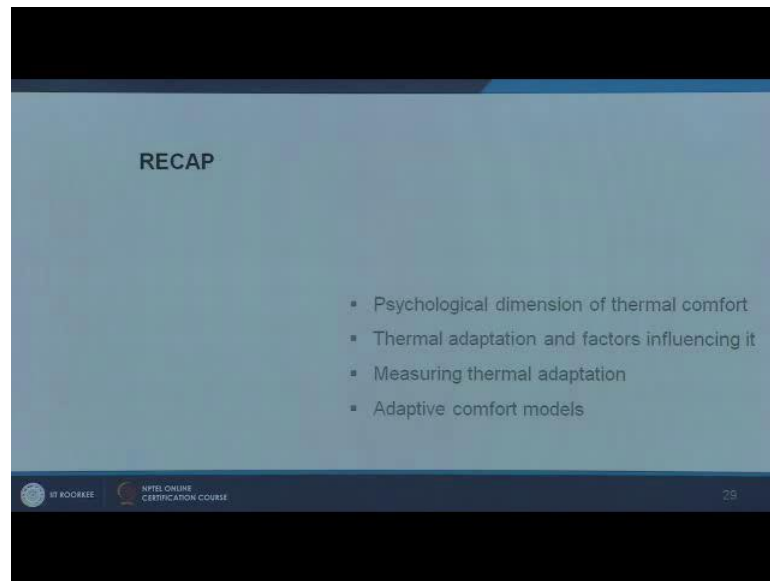 RECAP
▪ Psychological dimension of thermal comfort
▪ Thermal adaptation and factors influencing it
▪ Measuring thermal adaptation
▪ Adaptive comfort models
IIT ROORKEE
NPTEL ONLINE
CERTIFICATION COURSE
29